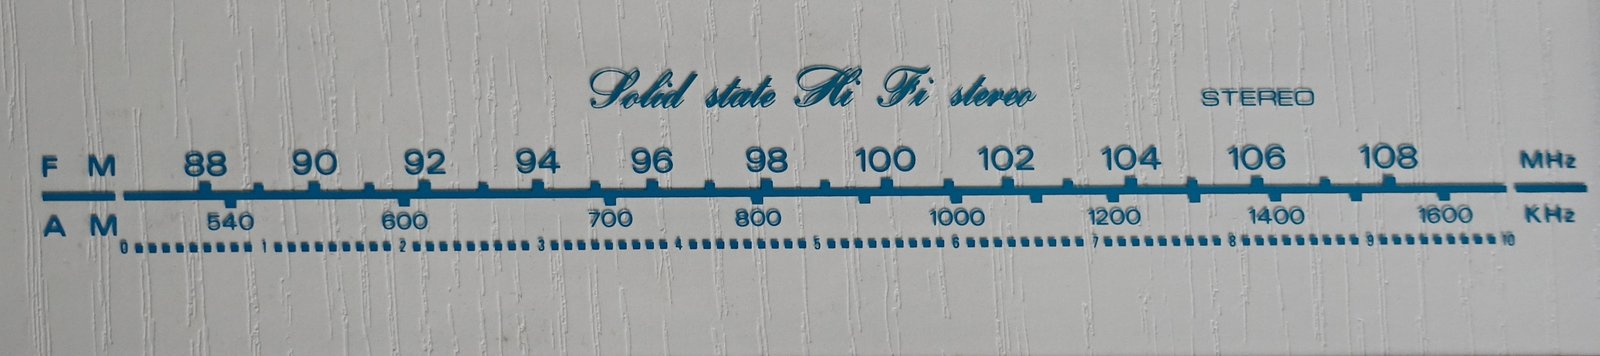 Solid state Hi Fi stereo STEREO
F M 88 90 92 94 96 98 100 102 104 106 108 MHz
A M 540 600 700 800 1000 1200 1400 1600 KHz
0 1 2 3 4 5 6 7 8 9 10